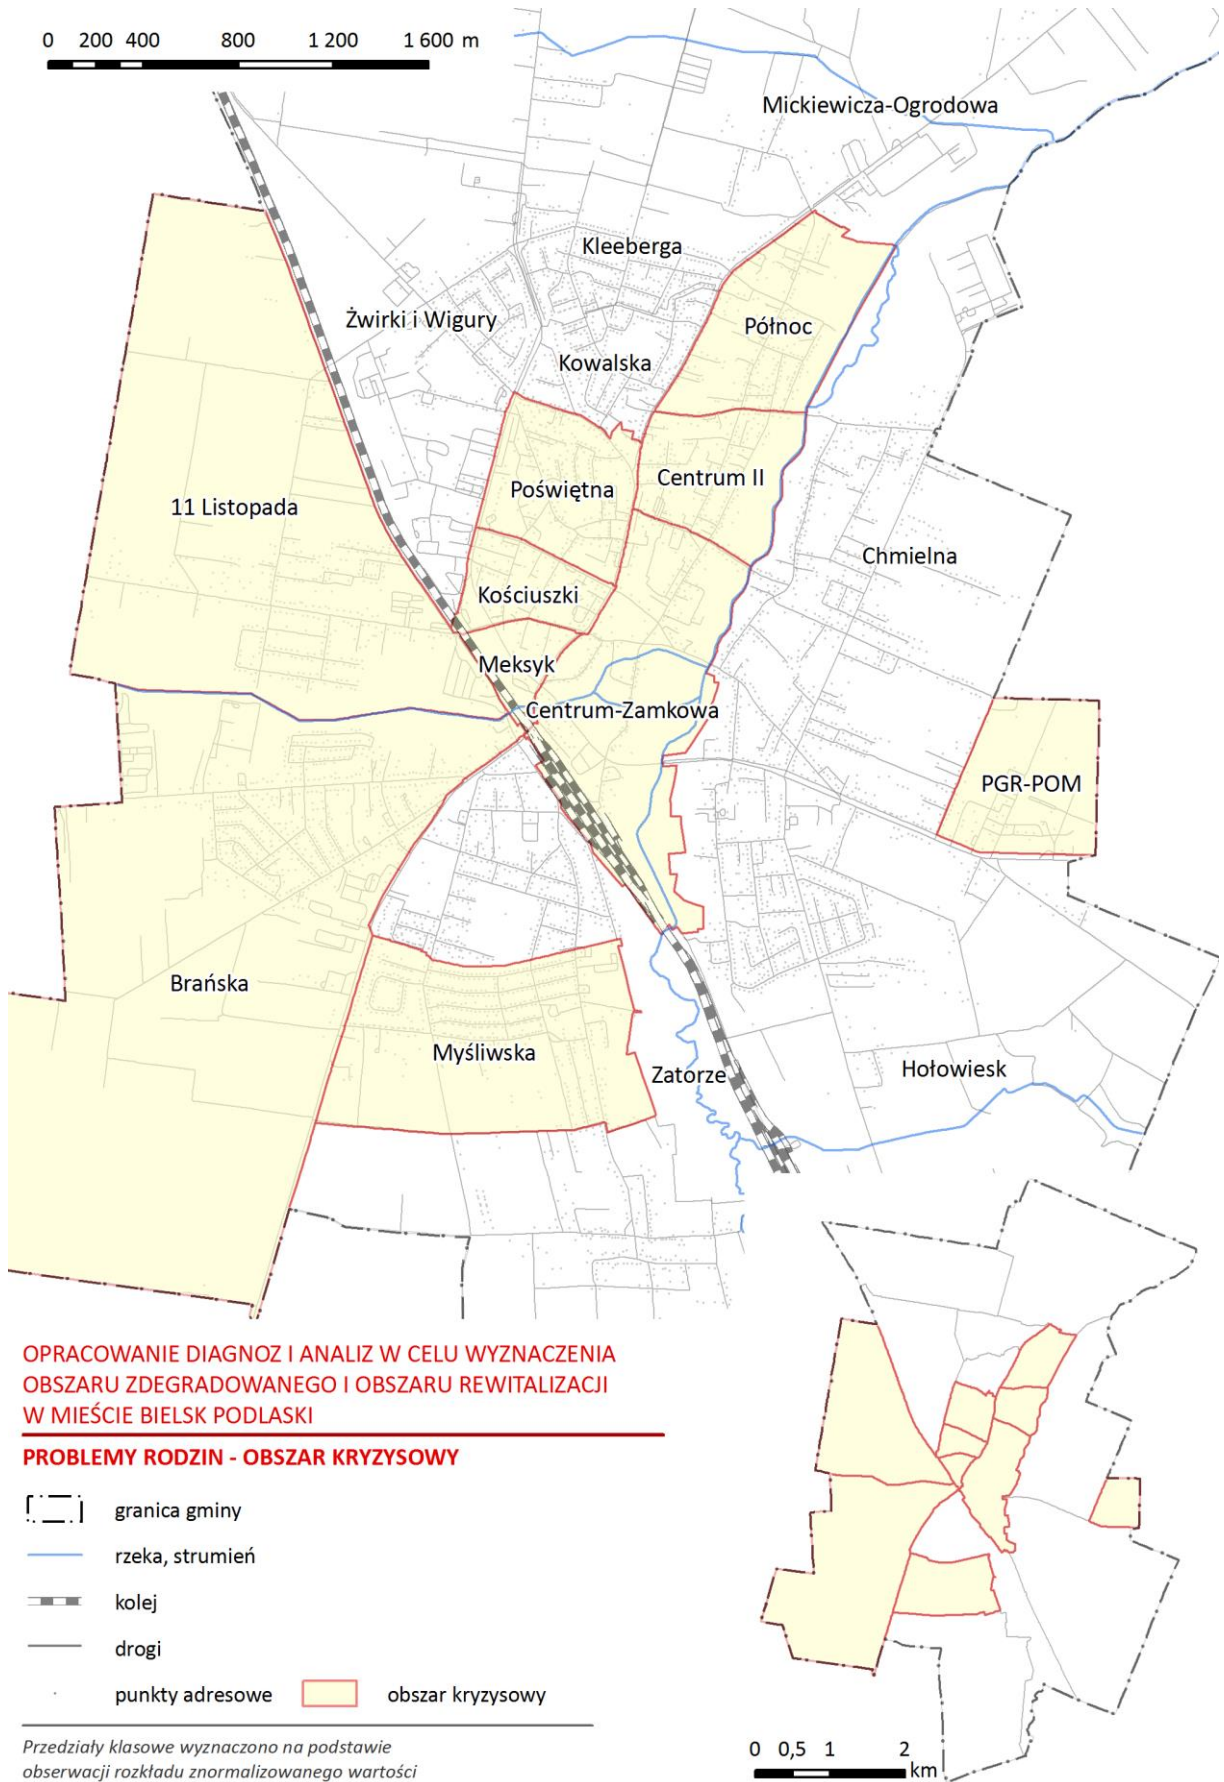 0 200 400 800 1 200 1 600 m
Mickiewicza-Ogrodowa
Kleeberga
Żwirki i Wigury
Północ
Kowalska
Poświętna
Centrum II
11 Listopada
Chmielna
Kościuszki
Meksyk
Centrum-Zamkowa
PGR-POM
Brańska
Myśliwska
Zatorze
Hołowiesk
OPRACOWANIE DIAGNOZ I ANALIZ W CELU WYZNACZENIA
OBSZARU ZDEGRADOWANEGO I OBSZARU REWITALIZACJI
W MIEŚCIE BIELSK PODLASKI
PROBLEMY RODZIN - OBSZAR KRYZYSOWY
granica gminy
rzeka, strumień
kolej
drogi
punkty adresowe obszar kryzysowy
Przedziały klasowe wyznaczono na podstawie
obserwacji rozkładu znormalizowanego wartości
0 0,5 1 2
km